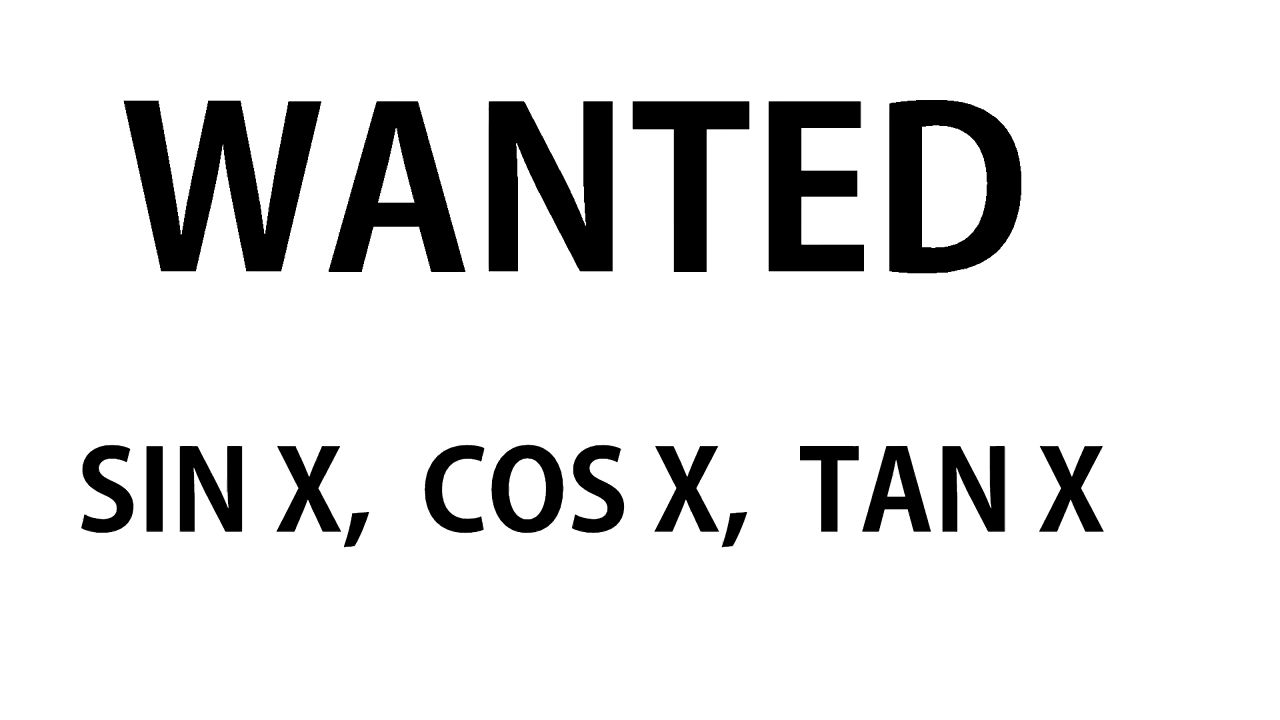 WANTED
SIN X, COS X, TAN X